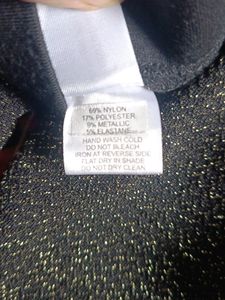 69% NYLON
17% POLYESTER
9% METALLIC
5% ELASTANE
HAND WASH COLD
DO NOT BLEACH
IRON AT REVERSE SIDE
FLAT DRY IN SHADE
DO NOT DRY CLEAN